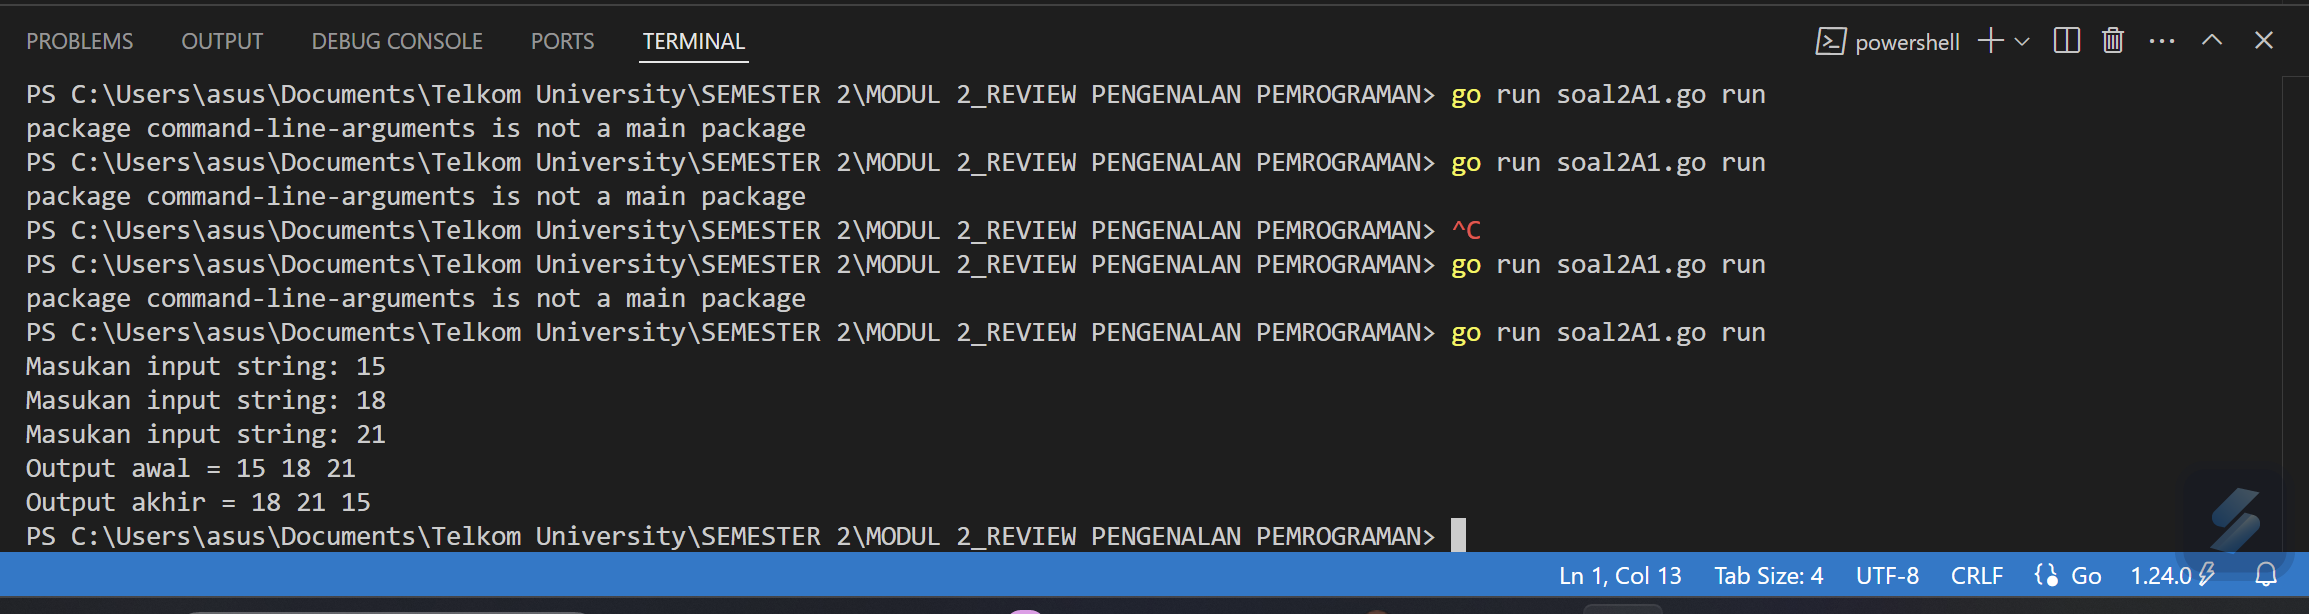 PROBLEMS OUTPUT DEBUG CONSOLE PORTS TERMINAL powershell
PS C:\Users\asus\Documents\Telkom University\SEMESTER 2\MODUL 2_REVIEW PENGENALAN PEMROGRAMAN> go run soal2A1.go run
package command-line-arguments is not a main package
PS C:\Users\asus\Documents\Telkom University\SEMESTER 2\MODUL 2_REVIEW PENGENALAN PEMROGRAMAN> go run soal2A1.go run
package command-line-arguments is not a main package
PS C:\Users\asus\Documents\Telkom University\SEMESTER 2\MODUL 2_REVIEW PENGENALAN PEMROGRAMAN> ^C
PS C:\Users\asus\Documents\Telkom University\SEMESTER 2\MODUL 2_REVIEW PENGENALAN PEMROGRAMAN> go run soal2A1.go run
package command-line-arguments is not a main package
PS C:\Users\asus\Documents\Telkom University\SEMESTER 2\MODUL 2_REVIEW PENGENALAN PEMROGRAMAN> go run soal2A1.go run
Masukan input string: 15
Masukan input string: 18
Masukan input string: 21
Output awal = 15 18 21
Output akhir = 18 21 15
PS C:\Users\asus\Documents\Telkom University\SEMESTER 2\MODUL 2_REVIEW PENGENALAN PEMROGRAMAN>
Ln 1, Col 13 Tab Size: 4 UTF-8 CRLF Go 1.24.0